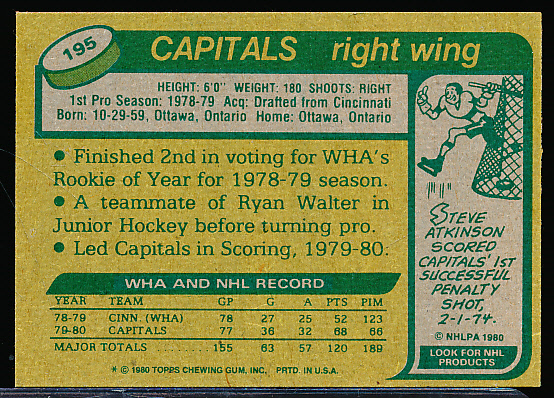 195
CAPITALS right wing
HEIGHT: 6'0" WEIGHT: 180 SHOOTS: RIGHT
1st Pro Season: 1978-79 Acq: Drafted from Cincinnati
Born: 10-29-59, Ottawa, Ontario Home: Ottawa, Ontario
• Finished 2nd in voting for WHA's
Rookie of Year for 1978-79 season.
• A teammate of Ryan Walter in
Junior Hockey before turning pro.
• Led Capitals in Scoring, 1979-80.
WHA AND NHL RECORD
YEAR TEAM GP G A PTS PIM
78-79 CINN. (WHA) 78 27 25 52 123
79-80 CAPITALS 77 36 32 68 66
MAJOR TOTALS 155 63 57 120 189
* © 1980 TOPPS CHEWING GUM, INC. PRTD. IN U.S.A.
STEVE
ATKINSON
SCORED
CAPITALS' 1ST
SUCCESSFUL
PENALTY
SHOT,
2-1-74.
© NHLPA 1980
LOOK FOR NHL
PRODUCTS